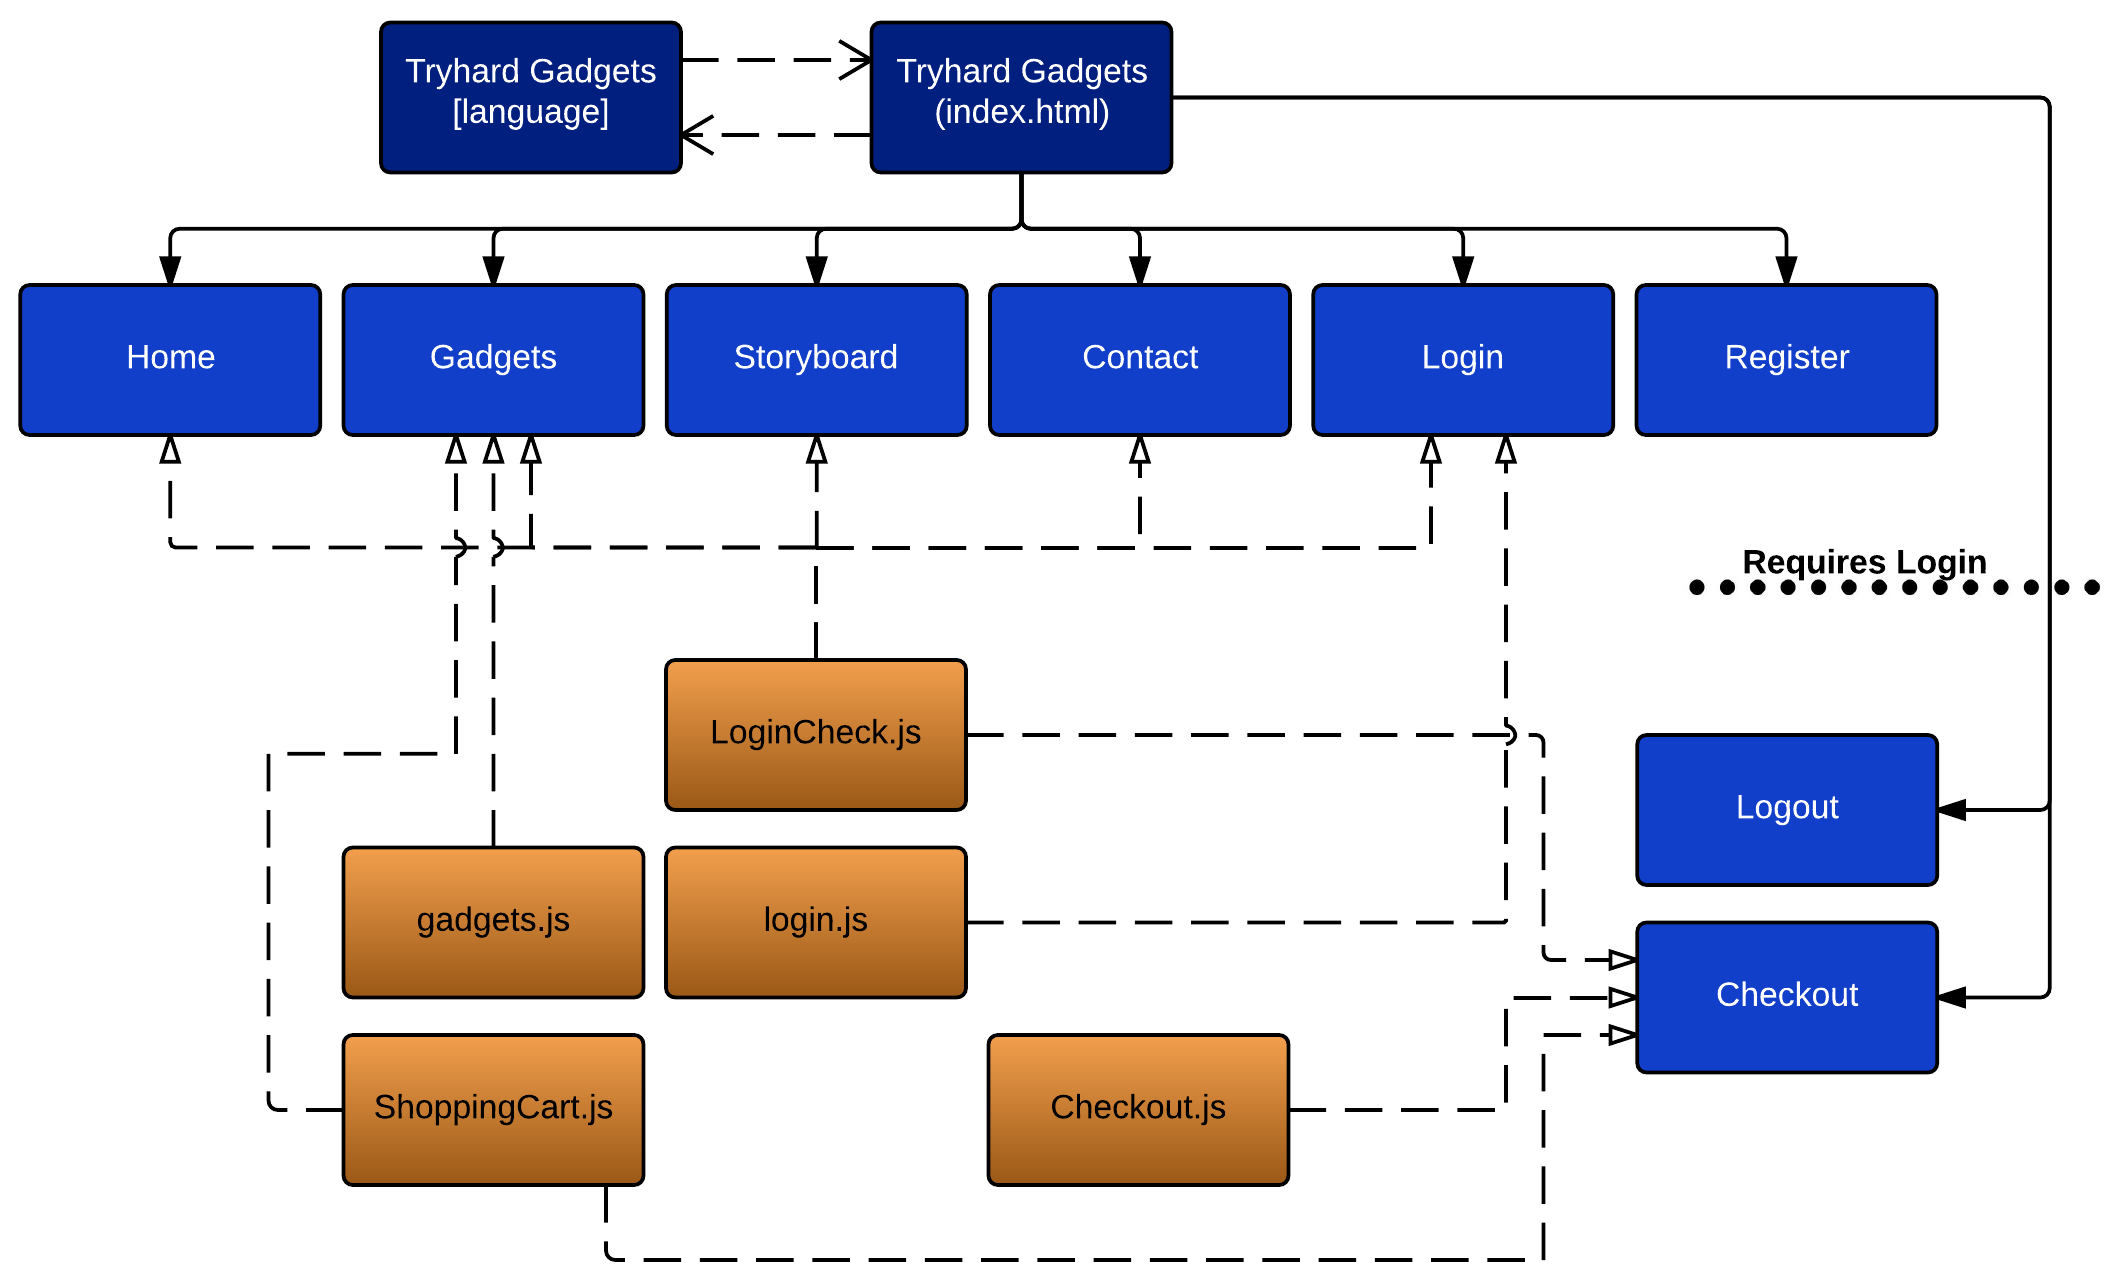 Tryhard Gadgets
[language]
Tryhard Gadgets
(index.html)
Home
Gadgets
Storyboard
Contact
Login
Register
Requires Login
LoginCheck.js
Logout
gadgets.js
login.js
Checkout
ShoppingCart.js
Checkout.js